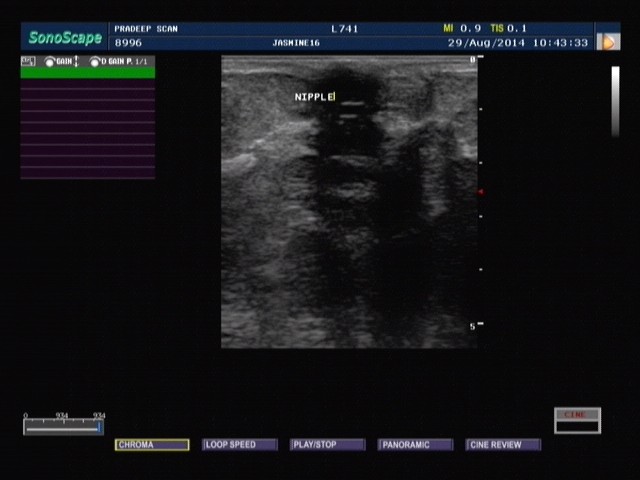 SonoScape
PRADEEP SCAN
L741
MI 0.9 TIS 0.1
8996
JASMINE16
29/Aug/2014 10:43:33
GAIN
D GAIN P. 1/1
0
NIPPLE
5
0 934 934
CINE
CHROMA
LOOP SPEED
PLAY/STOP
PANORAMIC
CINE REVIEW